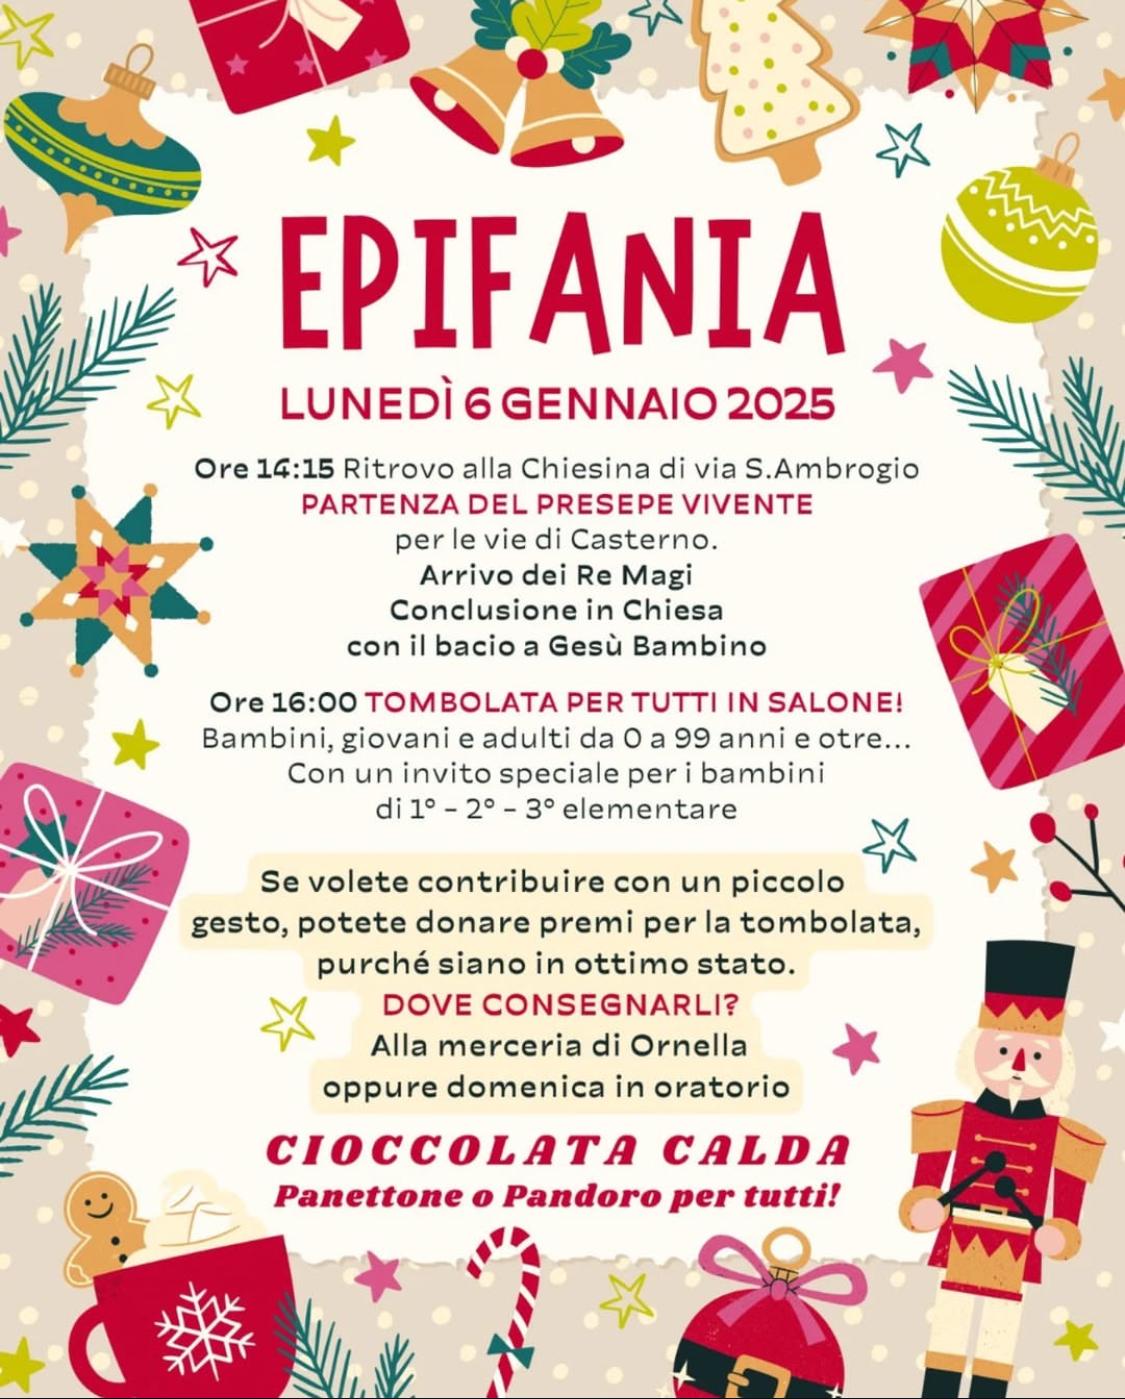 EPIFANIA
LUNEDÌ 6 GENNAIO 2025
Ore 14:15 Ritrovo alla Chiesina di via S.Ambrogio
PARTENZA DEL PRESEPE VIVENTE
per le vie di Casterno.
Arrivo dei Re Magi
Conclusione in Chiesa
con il bacio a Gesù Bambino
Ore 16:00 TOMBOLATA PER TUTTI IN SALONE!
Bambini, giovani e adulti da 0 a 99 anni e otre...
Con un invito speciale per i bambini
di 1° - 2° - 3° elementare
Se volete contribuire con un piccolo
gesto, potete donare premi per la tombolata,
purché siano in ottimo stato.
DOVE CONSEGNARLI?
Alla merceria di Ornella
oppure domenica in oratorio
CIOCCOLATA CALDA
Panettone o Pandoro per tutti!